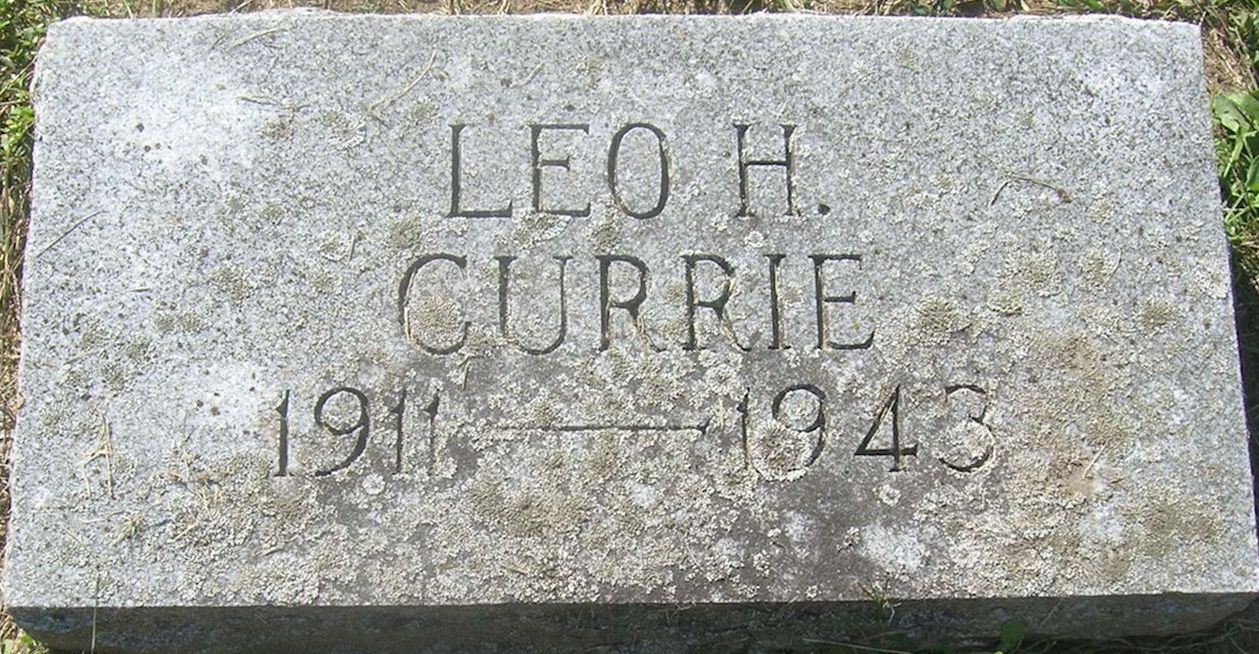 LEO H.
CURRIE
1911 — 1943